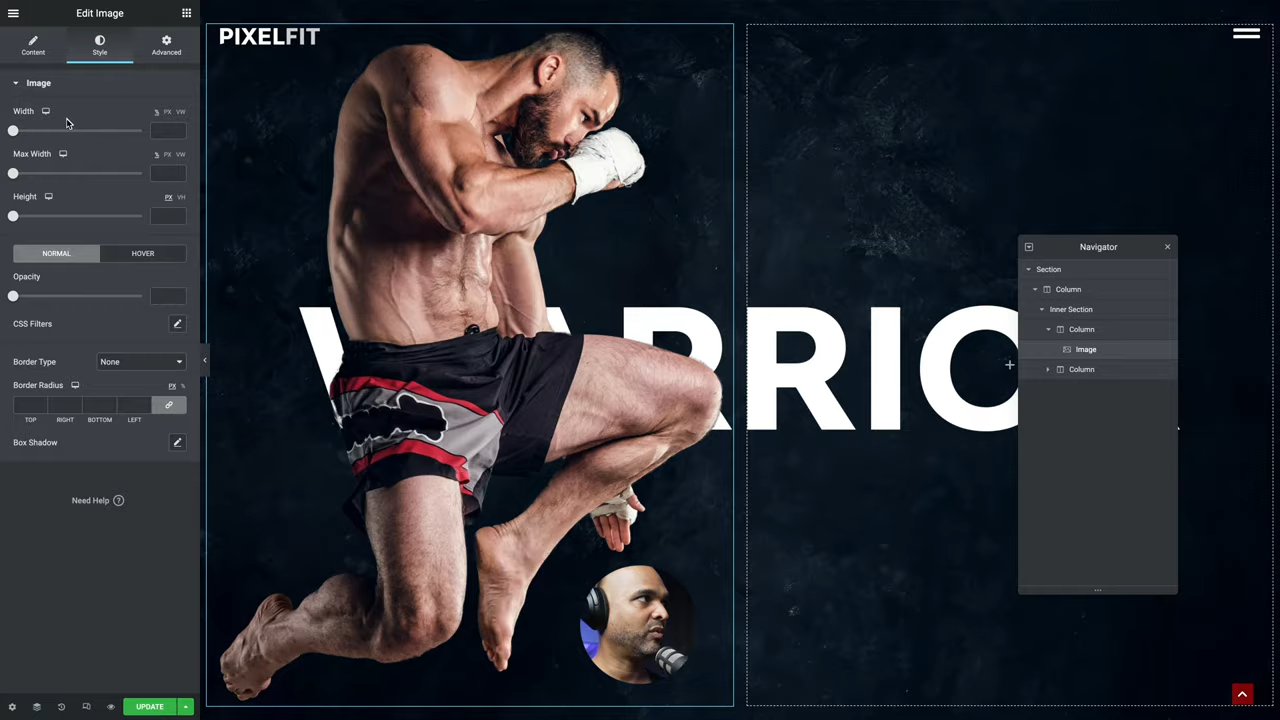 Edit Image
Content
Style
Advanced
Image
Width
% PX VW
Max Width
% PX VW
Height
PX VH
NORMAL
HOVER
Opacity
CSS Filters
Border Type
None
Border Radius
PX %
TOP RIGHT BOTTOM LEFT
Box Shadow
Need Help ?
UPDATE
PIXELFIT
Navigator
Section
Column
Inner Section
Column
Image
Column